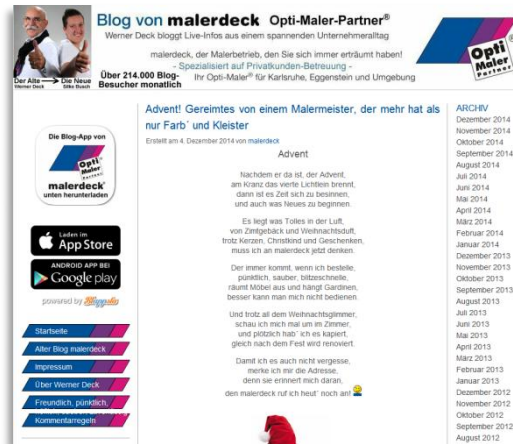 Blog von malerdeck Opti-Maler-Partner®
Werner Deck bloggt Live-Infos aus einem spannenden Unternehmeralltag
malerdeck, der Malerbetrieb, den Sie sich immer erträumt haben!
- Spezialisiert auf Privatkunden-Betreuung -
Über 214.000 Blog-
Besucher monatlich
Ihr Opti-Maler® für Karlsruhe, Eggenstein und Umgebung
Der Alte
Werner Deck
Die Neue
Silke Busch
Opti
Maler
Partner
®
Die Blog-App von
Opti
Maler
Partner
malerdeck
unten herunterladen
Laden im
App Store
ANDROID APP BEI
Google play
powered by Bloppolis
Startseite
Alter Blog malerdeck
Impressum
Über Werner Deck
Freundlich, pünktlich,
Kommentarregeln
Advent! Gereimtes von einem Malermeister, der mehr hat als
nur Farb´ und Kleister
Erstellt am 4. Dezember 2014 von malerdeck
Advent
Nachdem er da ist, der Advent,
am Kranz das vierte Lichtlein brennt,
dann ist es Zeit sich zu besinnen,
und auch was Neues zu beginnen.
Es liegt was Tolles in der Luft,
von Zimtgebäck und Weihnachtsduft,
trotz Kerzen, Christkind und Geschenken,
muss ich an malerdeck jetzt denken.
Der immer kommt, wenn ich bestelle,
pünktlich, sauber, blitzeschnelle,
räumt Möbel aus und hängt Gardinen,
besser kann man mich nicht bedienen.
Und trotz all dem Weihnachtsglimmer,
schau ich mich mal um im Zimmer,
und plötzlich hab´ ich es kapiert,
gleich nach dem Fest wird renoviert.
Damit ich es auch nicht vergesse,
merke ich mir die Adresse,
denn sie erinnert mich daran,
den malerdeck ruf ich heut´ noch an!
ARCHIV
Dezember 2014
November 2014
Oktober 2014
September 2014
August 2014
Juli 2014
Juni 2014
Mai 2014
April 2014
März 2014
Februar 2014
Januar 2014
Dezember 2013
November 2013
Oktober 2013
September 2013
August 2013
Juli 2013
Juni 2013
Mai 2013
April 2013
März 2013
Februar 2013
Januar 2013
Dezember 2012
November 2012
Oktober 2012
September 2012
August 2012